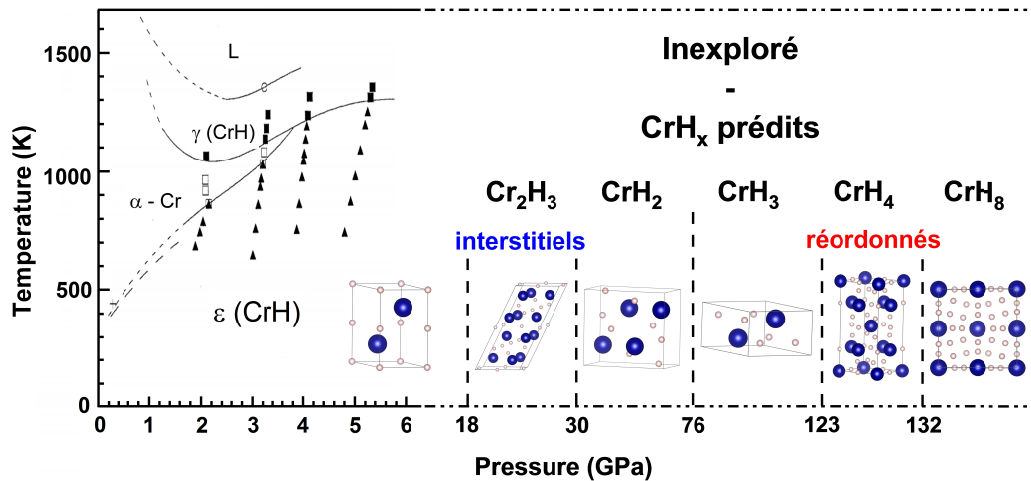 1500
1000
500
0
Temperature (K)
L
γ (CrH)
α - Cr
ε (CrH)
Inexploré
-
CrHx prédits
Cr2H3
CrH2
CrH3
CrH4
CrH8
interstitiels
réordonnés
0 1 2 3 4 5 6 18 30 76 123 132
Pressure (GPa)